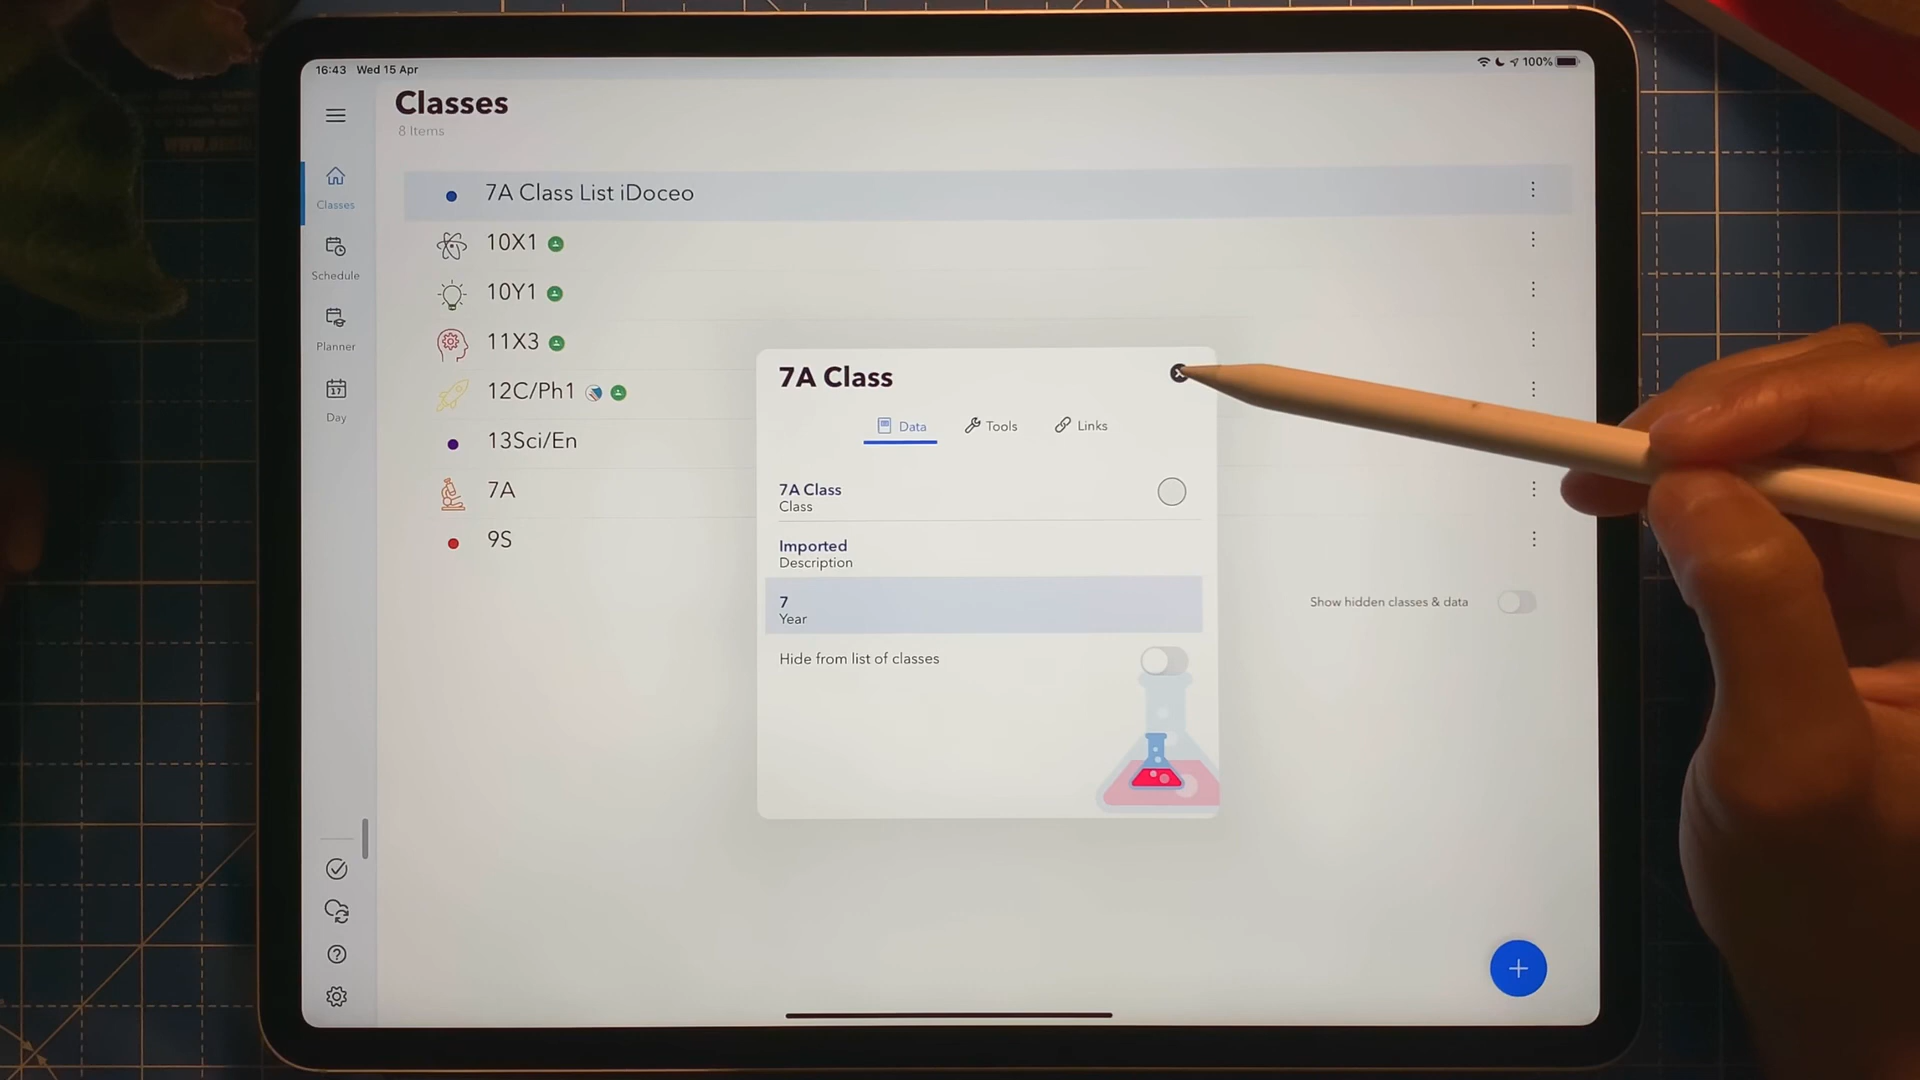 16:43 Wed 15 Apr
100%
Classes
8 Items
Classes
Schedule
Planner
17
Day
7A Class List iDoceo
10X1
10Y1
11X3
12C/Ph1
13Sci/En
7A
9S
7A Class
Data
Tools
Links
7A Class
Class
Imported
Description
7
Year
Hide from list of classes
Show hidden classes & data